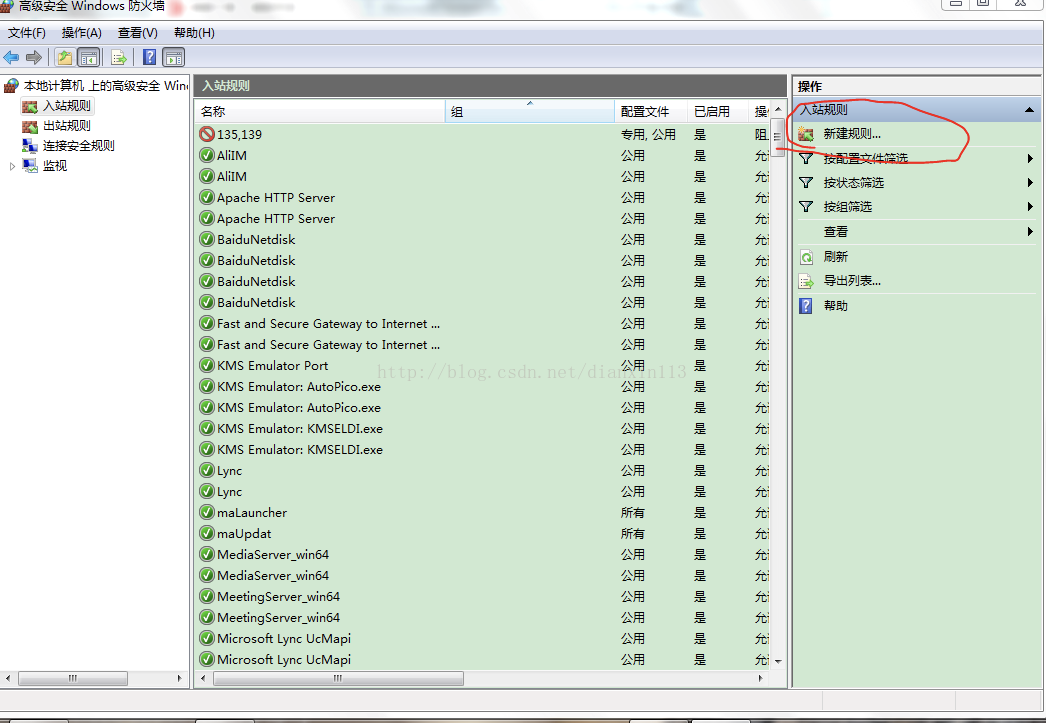 高级安全 Windows 防火墙
文件(F) 操作(A) 查看(V) 帮助(H)
本地计算机 上的高级安全 Wind
入站规则
出站规则
连接安全规则
监视
入站规则
名称 组 配置文件 已启用 操
135,139 专用, 公用 是 阻
AliIM 公用 是 允
AliIM 公用 是 允
Apache HTTP Server 公用 是 允
Apache HTTP Server 公用 是 允
BaiduNetdisk 公用 是 允
BaiduNetdisk 公用 是 允
BaiduNetdisk 公用 是 允
BaiduNetdisk 公用 是 允
Fast and Secure Gateway to Internet ... 公用 是 允
Fast and Secure Gateway to Internet ... 公用 是 允
KMS Emulator Port 公用 是 允
KMS Emulator: AutoPico.exe 公用 是 允
KMS Emulator: AutoPico.exe 公用 是 允
KMS Emulator: KMSELDI.exe 公用 是 允
KMS Emulator: KMSELDI.exe 公用 是 允
Lync 公用 是 允
Lync 公用 是 允
maLauncher 所有 是 允
maUpdat 所有 是 允
MediaServer_win64 公用 是 允
MediaServer_win64 公用 是 允
MeetingServer_win64 公用 是 允
MeetingServer_win64 公用 是 允
Microsoft Lync UcMapi 公用 是 允
Microsoft Lync UcMapi 公用 是 允
http://blog.csdn.net/dianxin113
操作
入站规则
新建规则...
按配置文件筛选
按状态筛选
按组筛选
查看
刷新
导出列表...
帮助